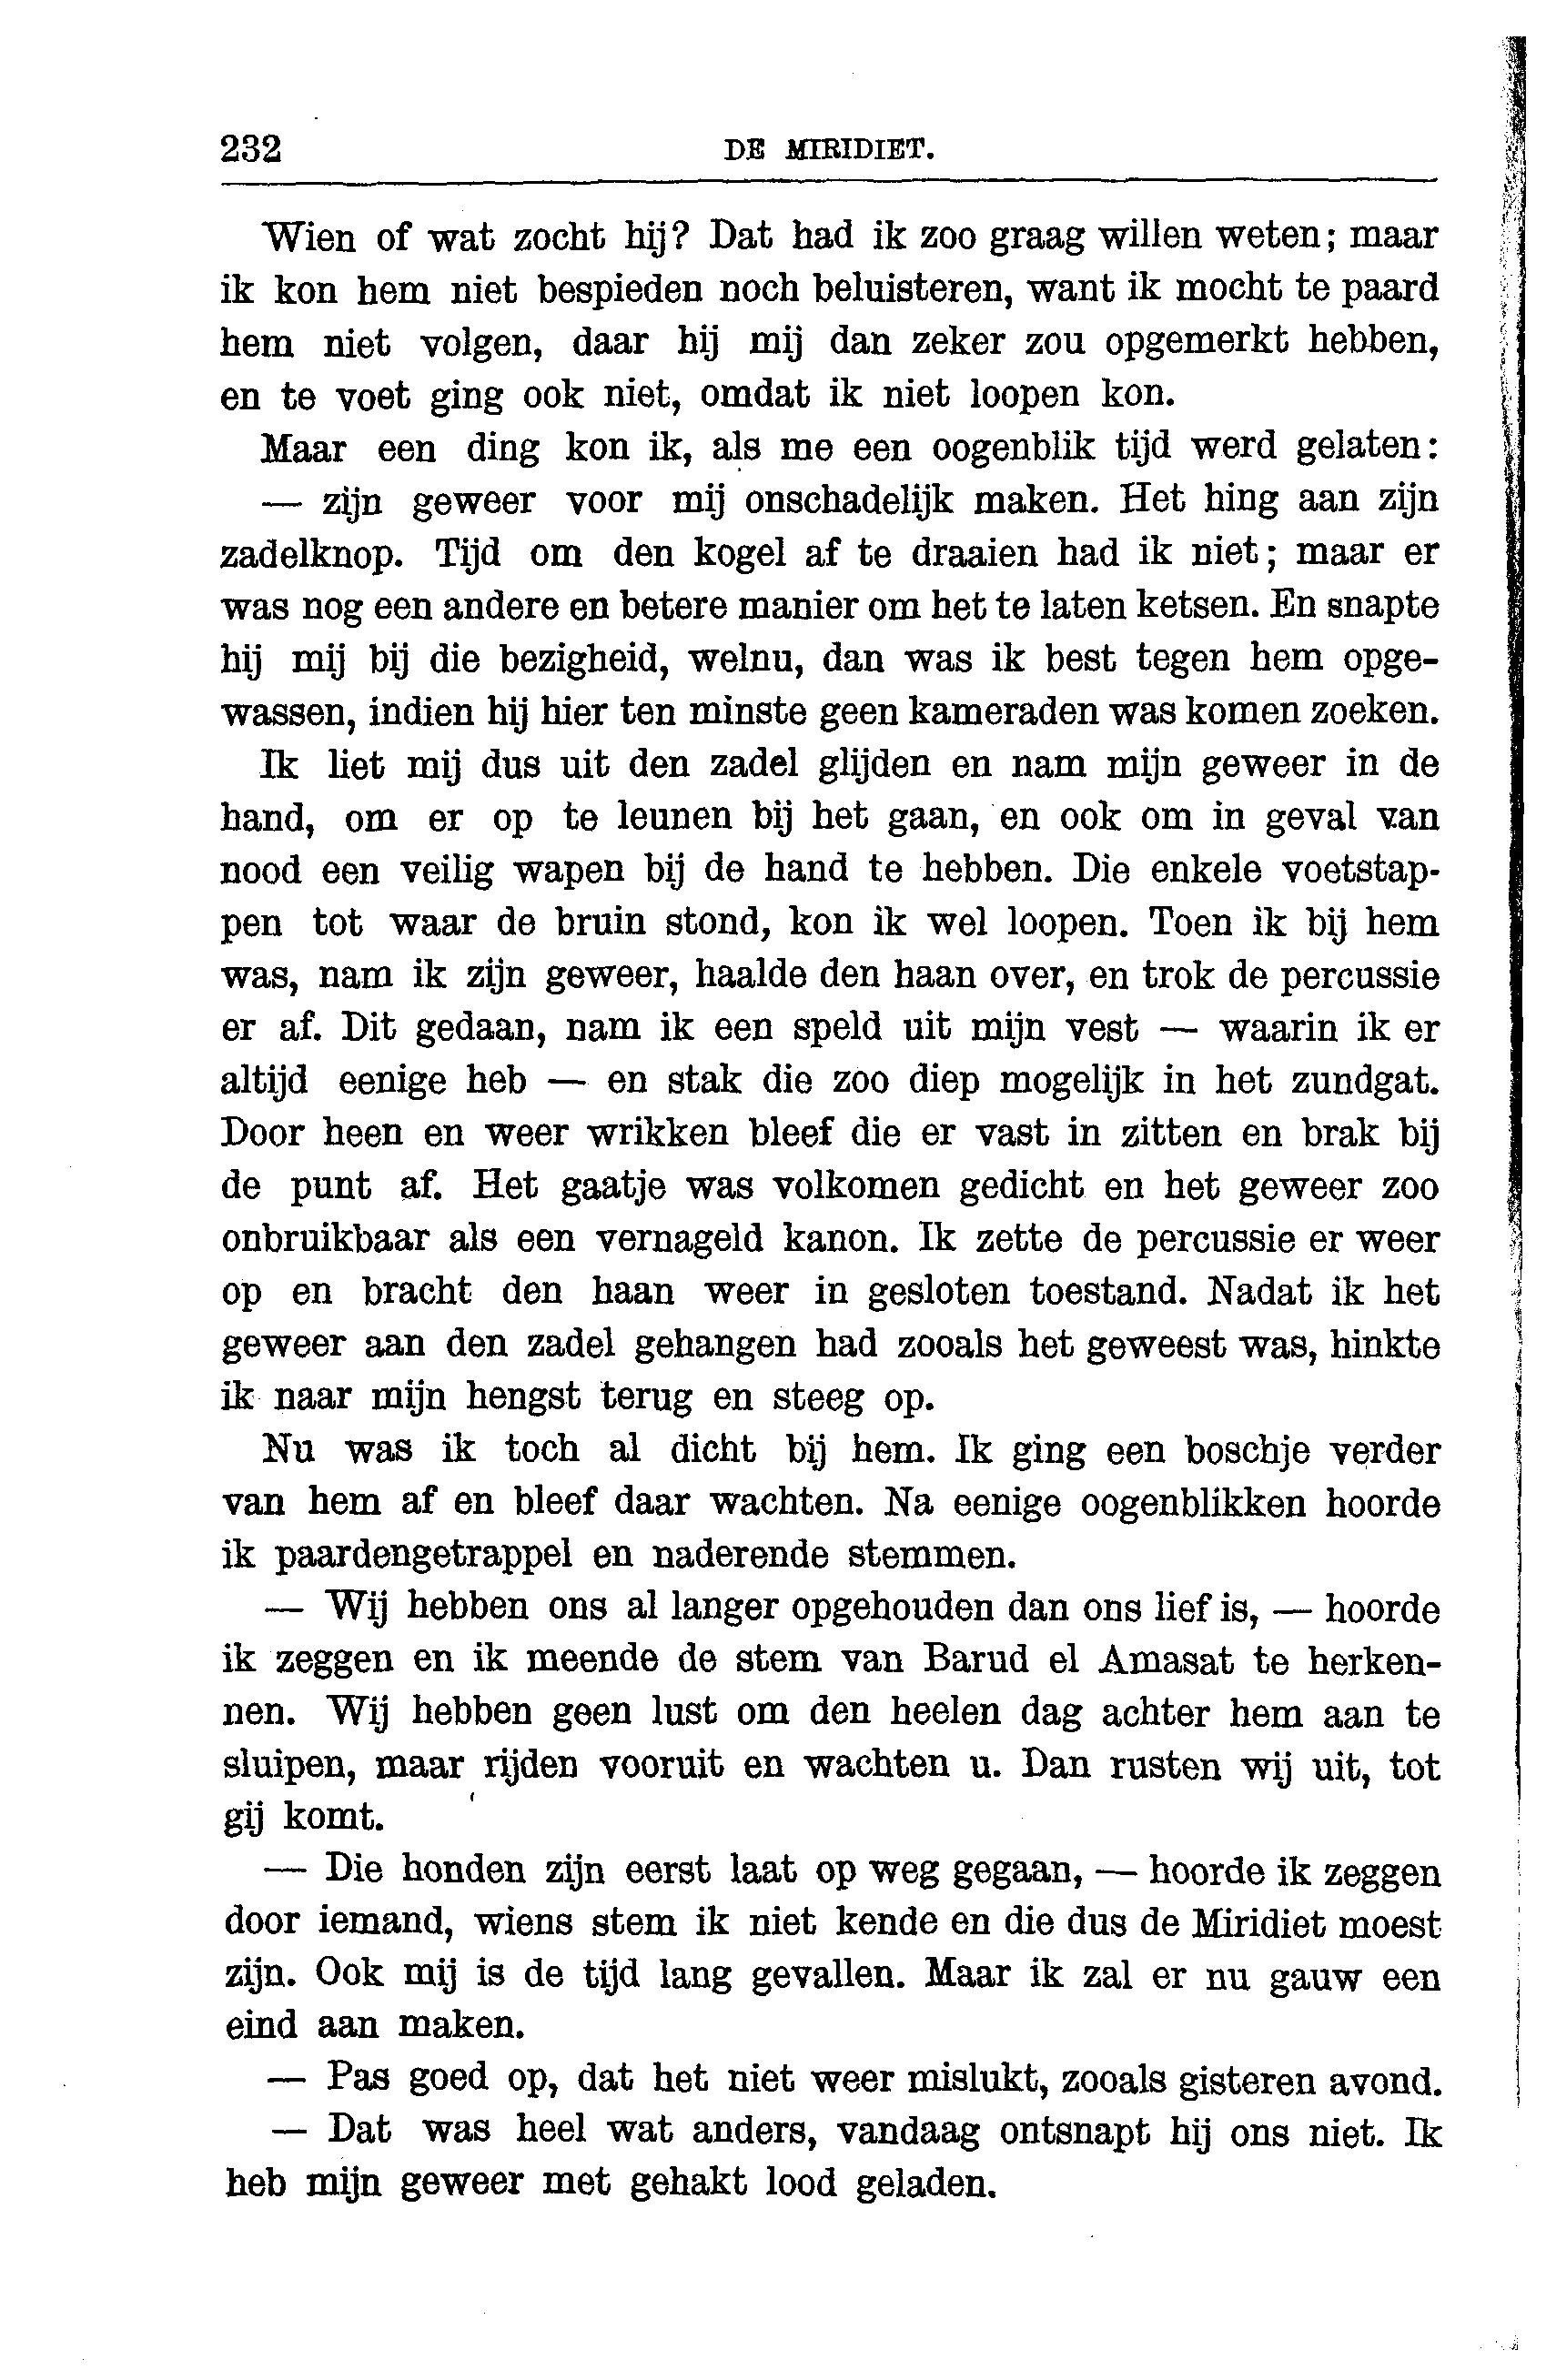 232 DE MIRIDIET.
Wien of wat zocht hij? Dat had ik zoo graag willen weten; maar
ik kon hem niet bespieden noch beluisteren, want ik mocht te paard
hem niet volgen, daar hij mij dan zeker zou opgemerkt hebben,
en te voet ging ook niet, omdat ik niet loopen kon.
Maar een ding kon ik, als me een oogenblik tijd werd gelaten:
— zijn geweer voor mij onschadelijk maken. Het hing aan zijn
zadelknop. Tijd om den kogel af te draaien had ik niet; maar er
was nog een andere en betere manier om het te laten ketsen. En snapte
hij mij bij die bezigheid, welnu, dan was ik best tegen hem opge-
wassen, indien hij hier ten minste geen kameraden was komen zoeken.
Ik liet mij dus uit den zadel glijden en nam mijn geweer in de
hand, om er op te leunen bij het gaan, en ook om in geval van
nood een veilig wapen bij de hand te hebben. Die enkele voetstap-
pen tot waar de bruin stond, kon ik wel loopen. Toen ik bij hem
was, nam ik zijn geweer, haalde den haan over, en trok de percussie
er af. Dit gedaan, nam ik een speld uit mijn vest — waarin ik er
altijd eenige heb — en stak die zoo diep mogelijk in het zundgat.
Door heen en weer wrikken bleef die er vast in zitten en brak bij
de punt af. Het gaatje was volkomen gedicht en het geweer zoo
onbruikbaar als een vernageld kanon. Ik zette de percussie er weer
op en bracht den haan weer in gesloten toestand. Nadat ik het
geweer aan den zadel gehangen had zooals het geweest was, hinkte
ik naar mijn hengst terug en steeg op.
Nu was ik toch al dicht bij hem. Ik ging een boschje verder
van hem af en bleef daar wachten. Na eenige oogenblikken hoorde
ik paardengetrappel en naderende stemmen.
— Wij hebben ons al langer opgehouden dan ons lief is, — hoorde
ik zeggen en ik meende de stem van Barud el Amasat te herken-
nen. Wij hebben geen lust om den heelen dag achter hem aan te
sluipen, maar rijden vooruit en wachten u. Dan rusten wij uit, tot
gij komt.
— Die honden zijn eerst laat op weg gegaan, — hoorde ik zeggen
door iemand, wiens stem ik niet kende en die dus de Miridiet moest
zijn. Ook mij is de tijd lang gevallen. Maar ik zal er nu gauw een
eind aan maken.
— Pas goed op, dat het niet weer mislukt, zooals gisteren avond.
— Dat was heel wat anders, vandaag ontsnapt hij ons niet. Ik
heb mijn geweer met gehakt lood geladen.